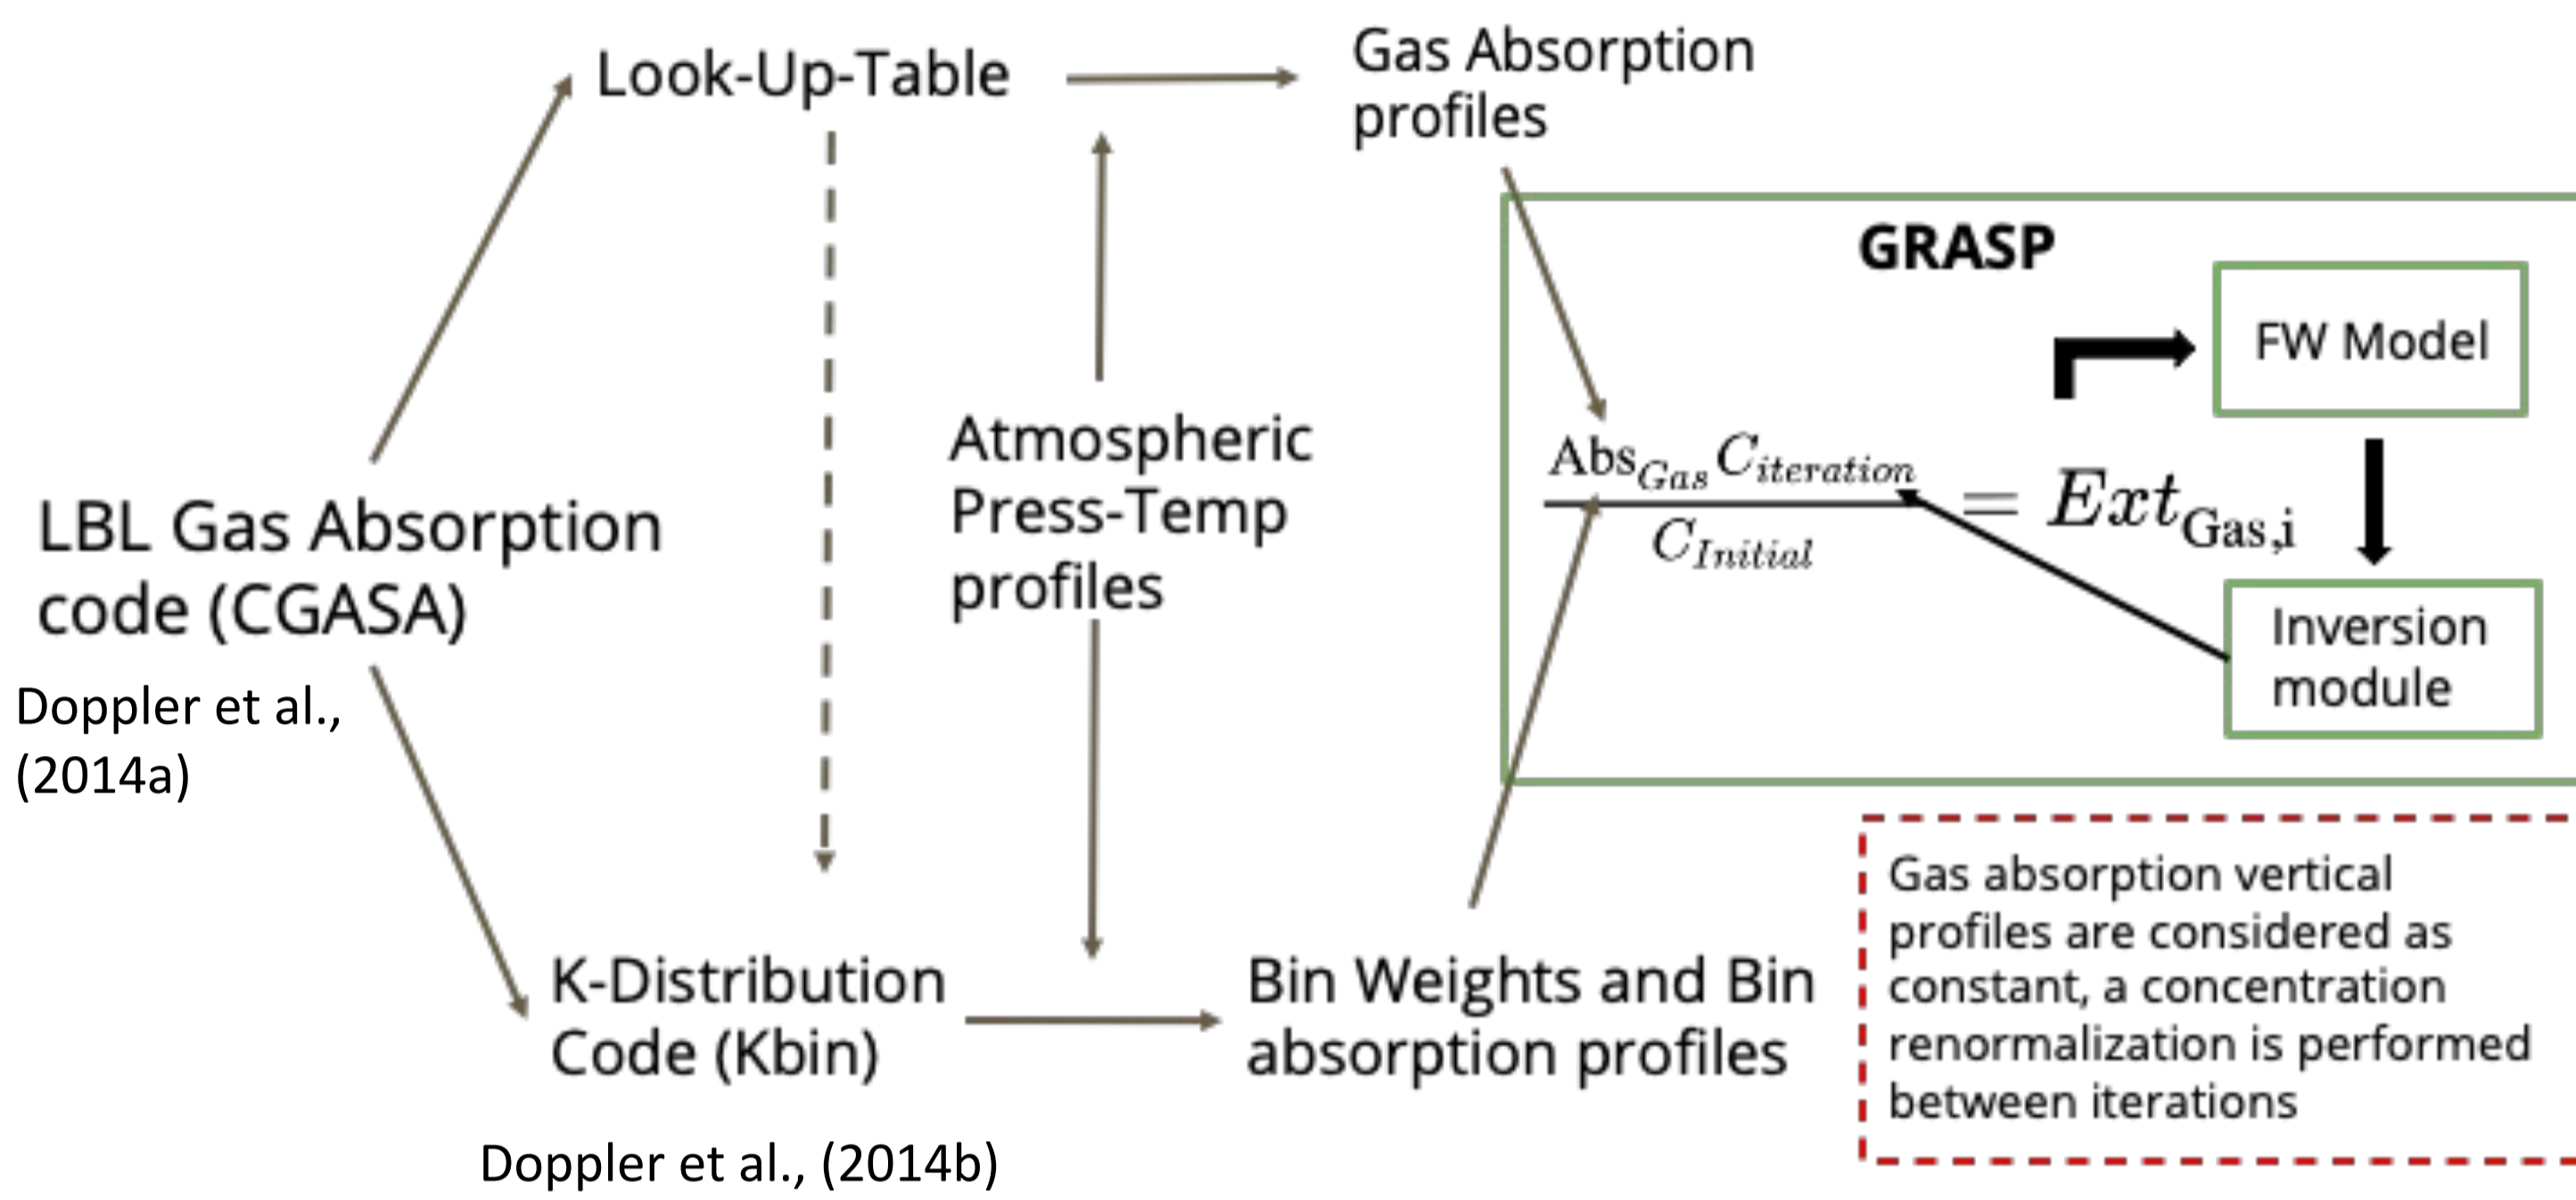 Look-Up-Table
Gas Absorption
profiles
GRASP
FW Model
Atmospheric
Press-Temp
profiles
Abs_Gas C_iteration
C_Initial
= Ext_Gas,i
LBL Gas Absorption
code (CGASA)
Doppler et al.,
(2014a)
Inversion
module
K-Distribution
Code (Kbin)
Bin Weights and Bin
absorption profiles
Doppler et al., (2014b)
Gas absorption vertical
profiles are considered as
constant, a concentration
renormalization is performed
between iterations